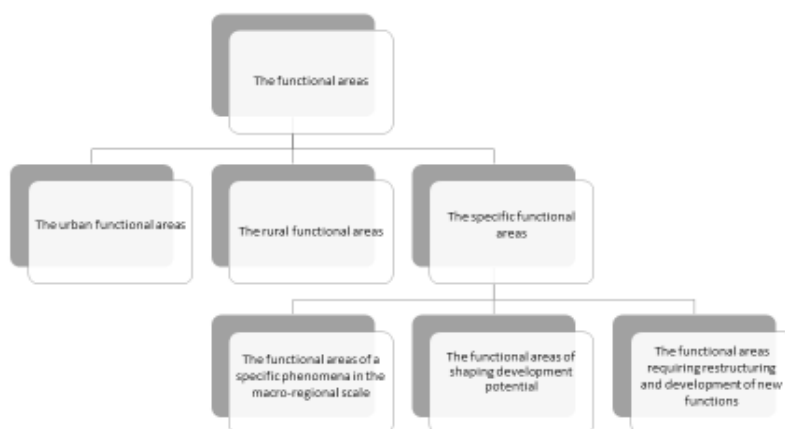 The functional areas
The urban functional areas
The rural functional areas
The specific functional
areas
The functional areas of a
specific phenomena in the
macro-regional scale
The functional areas of
shaping development
potential
The functional areas
requiring restructuring
and development of new
functions